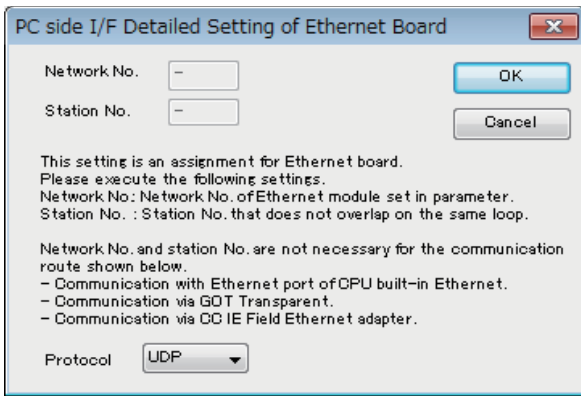 PC side I/F Detailed Setting of Ethernet Board
Network No. -
Station No. -
OK
Cancel
This setting is an assignment for Ethernet board.
Please execute the following settings.
Network No.: Network No. of Ethernet module set in parameter.
Station No. : Station No. that does not overlap on the same loop.
Network No. and station No. are not necessary for the communication
route shown below.
- Communication with Ethernet port of CPU built-in Ethernet.
- Communication via GOT Transparent.
- Communication via CC IE Field Ethernet adapter.
Protocol UDP